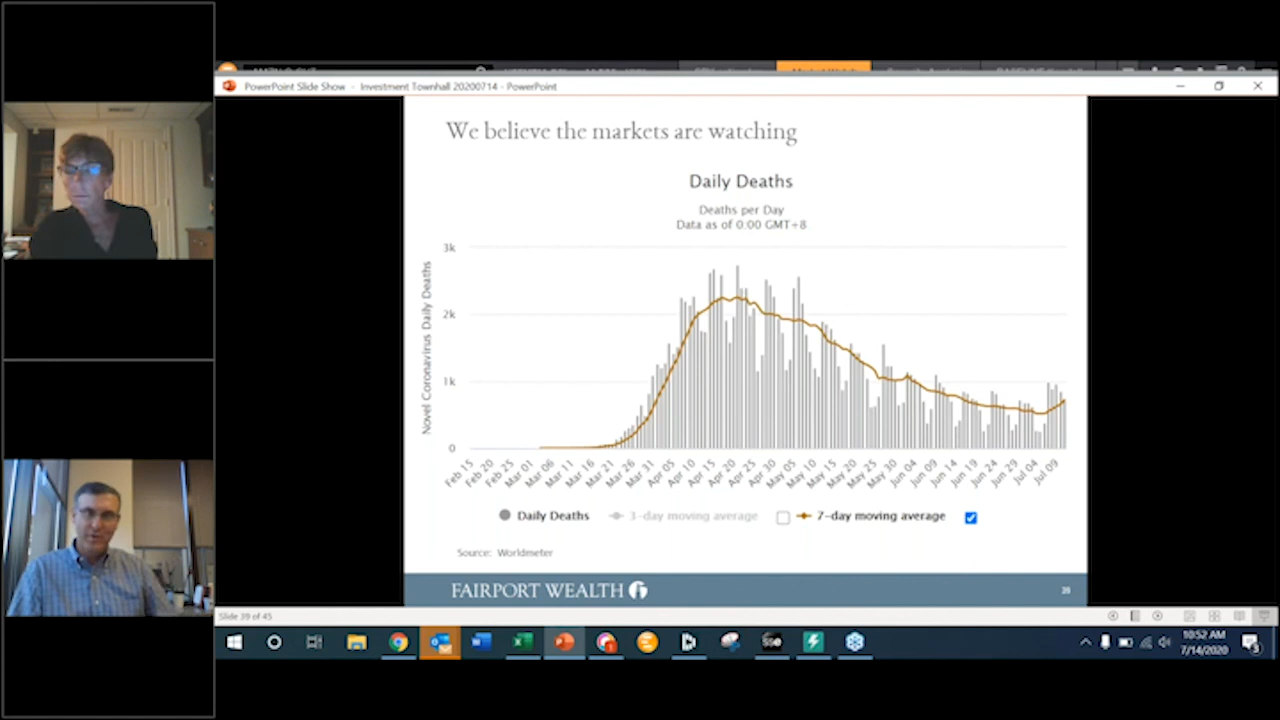 PowerPoint Slide Show - Investment Townhall 20200714 - PowerPoint
We believe the markets are watching
Daily Deaths
Deaths per Day
Data as of 0:00 GMT+8
Novel Coronavirus Daily Deaths
3k
2k
1k
0
Feb 15
Feb 20
Feb 25
Mar 01
Mar 06
Mar 11
Mar 16
Mar 21
Mar 26
Mar 31
Apr 05
Apr 10
Apr 15
Apr 20
Apr 25
Apr 30
May 05
May 10
May 15
May 20
May 25
May 30
Jun 04
Jun 09
Jun 14
Jun 19
Jun 24
Jun 29
Jul 04
Jul 09
Daily Deaths
3-day moving average
7-day moving average
Source: Worldmeter
FAIRPORT WEALTH
Slide 39 of 45
10:52 AM
7/14/2020